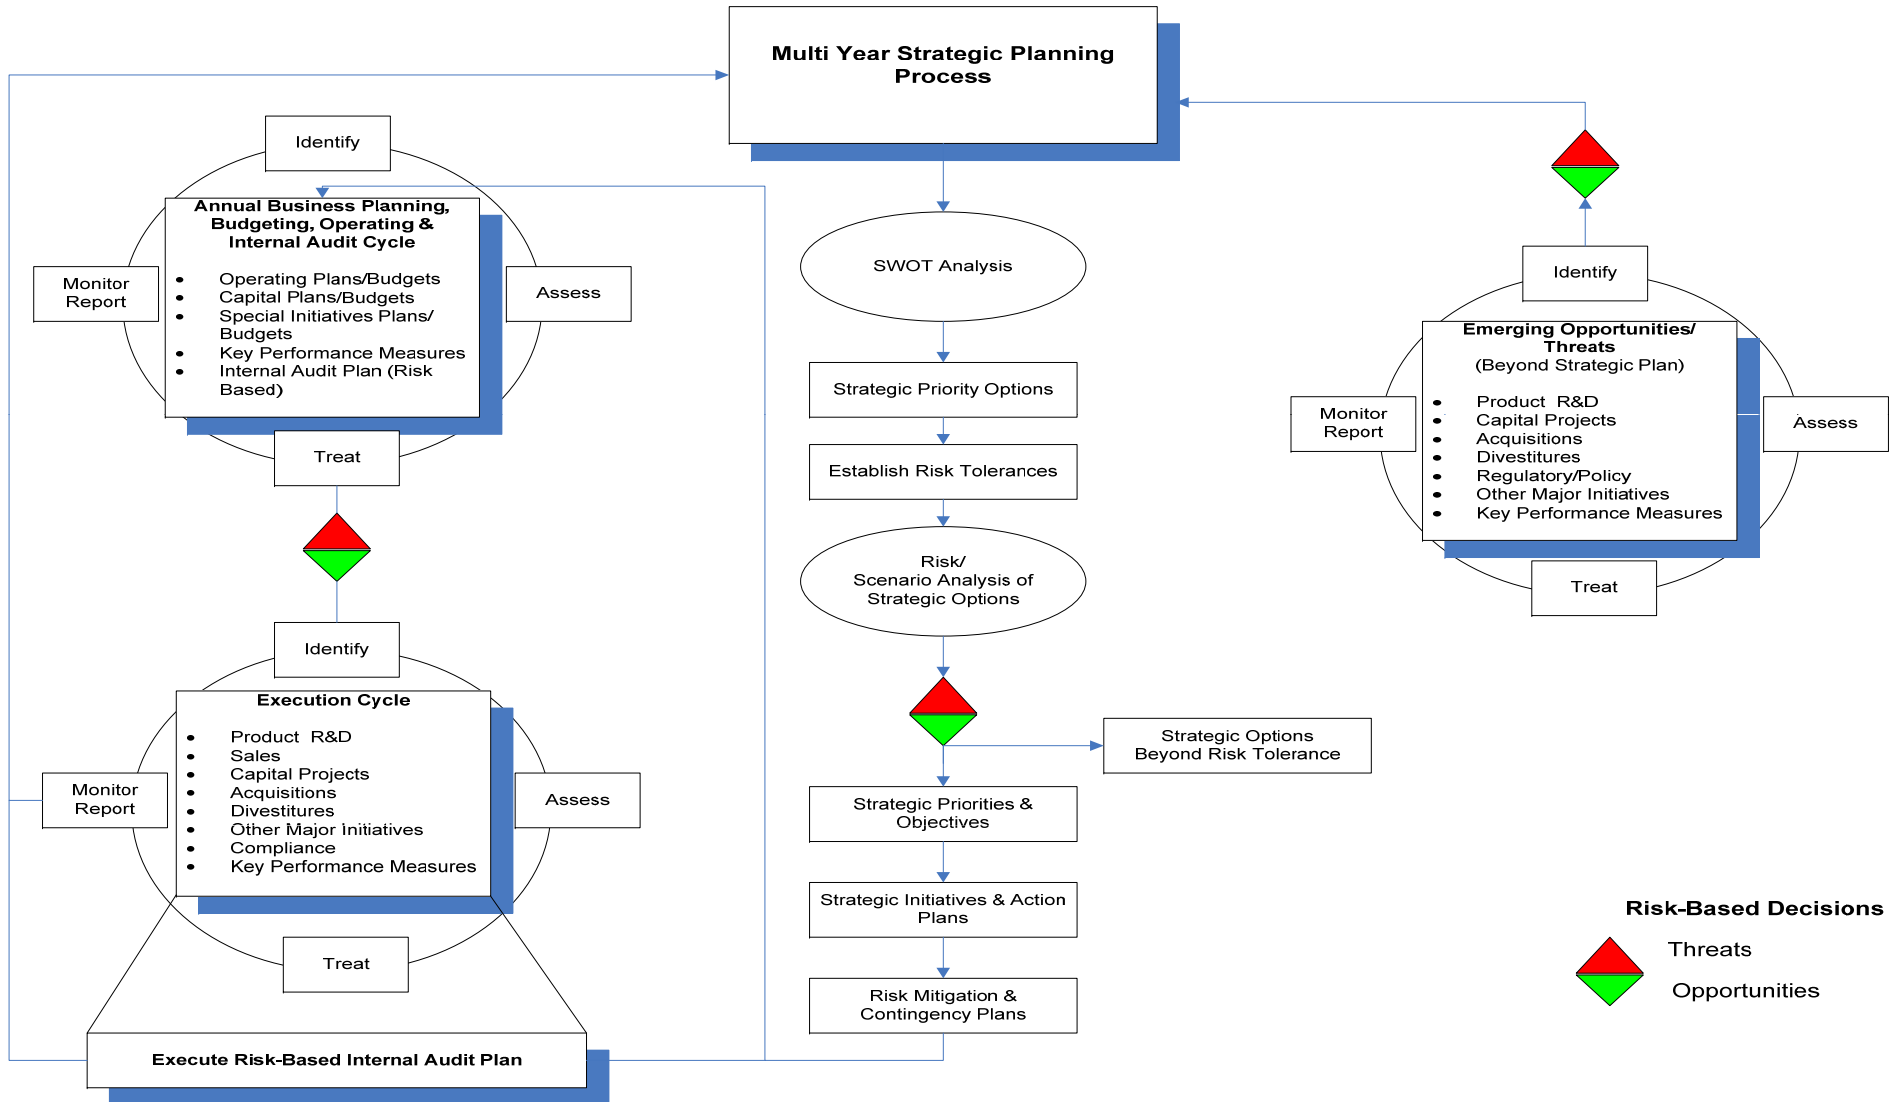 Multi Year Strategic Planning
Process
Identify
Annual Business Planning,
Budgeting, Operating &
Internal Audit Cycle
• Operating Plans/Budgets
• Capital Plans/Budgets
• Special Initiatives Plans/
Budgets
• Key Performance Measures
• Internal Audit Plan (Risk
Based)
Monitor
Report
Assess
Treat
Identify
Execution Cycle
• Product R&D
• Sales
• Capital Projects
• Acquisitions
• Divestitures
• Other Major Initiatives
• Compliance
• Key Performance Measures
Monitor
Report
Assess
Treat
Execute Risk-Based Internal Audit Plan
SWOT Analysis
Strategic Priority Options
Establish Risk Tolerances
Risk/
Scenario Analysis of
Strategic Options
Strategic Options
Beyond Risk Tolerance
Strategic Priorities &
Objectives
Strategic Initiatives & Action
Plans
Risk Mitigation &
Contingency Plans
Identify
Emerging Opportunities/
Threats
(Beyond Strategic Plan)
• Product R&D
• Capital Projects
• Acquisitions
• Divestitures
• Regulatory/Policy
• Other Major Initiatives
• Key Performance Measures
Monitor
Report
Assess
Treat
Risk-Based Decisions
Threats
Opportunities